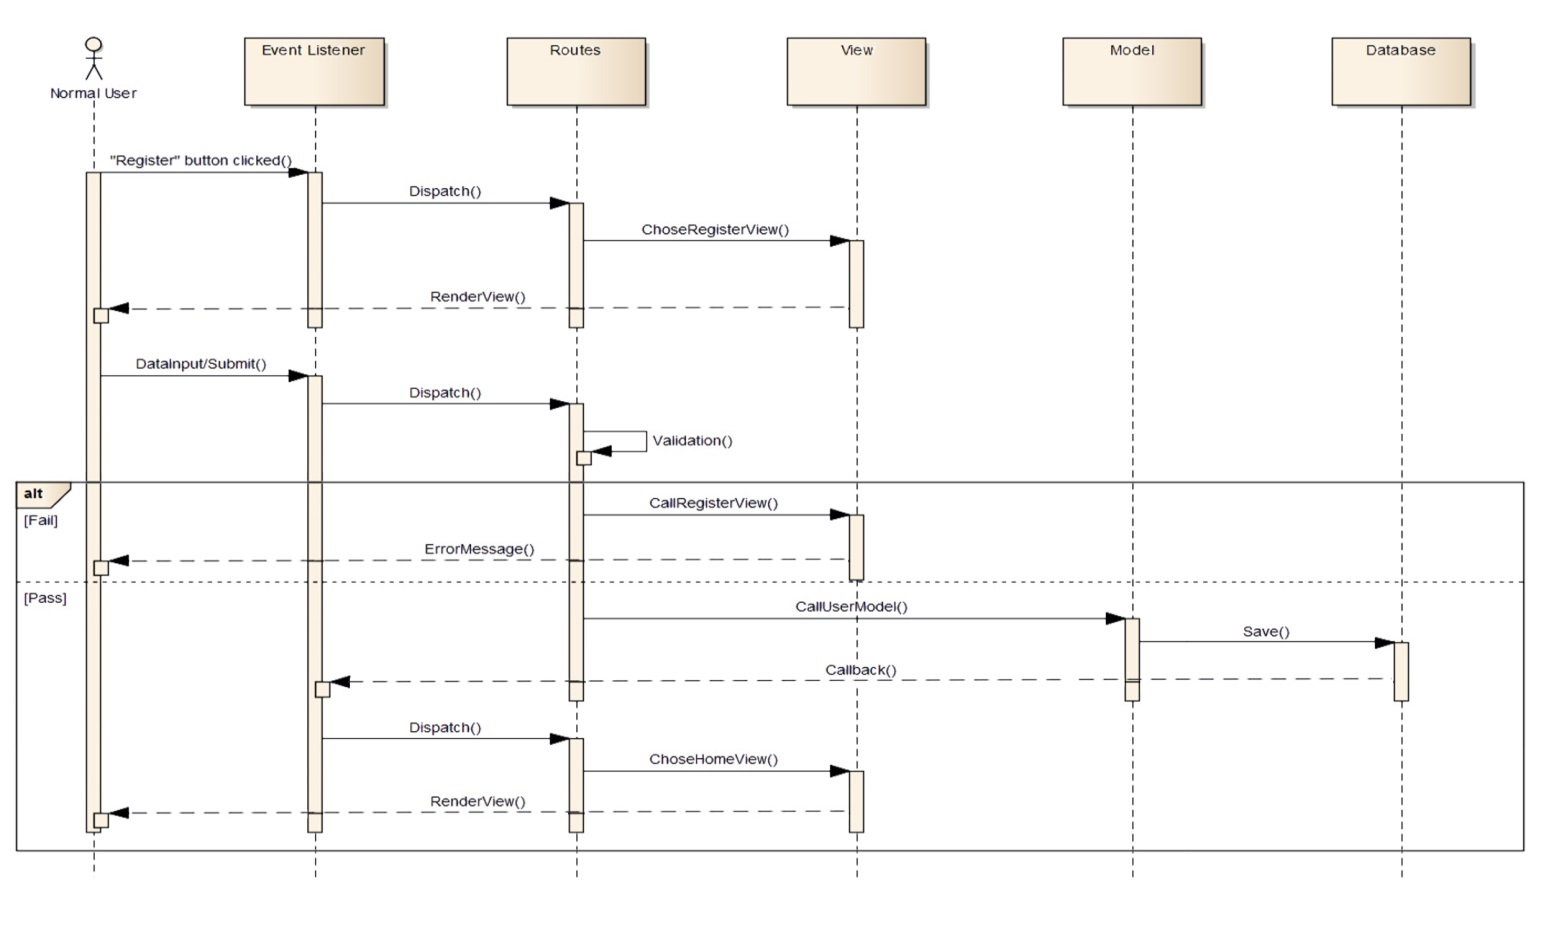 Event Listener
Routes
View
Model
Database
Normal User
"Register" button clicked()
Dispatch()
ChoseRegisterView()
RenderView()
DataInput/Submit()
Dispatch()
Validation()
alt
[Fail]
CallRegisterView()
ErrorMessage()
[Pass]
CallUserModel()
Save()
Callback()
Dispatch()
ChoseHomeView()
RenderView()